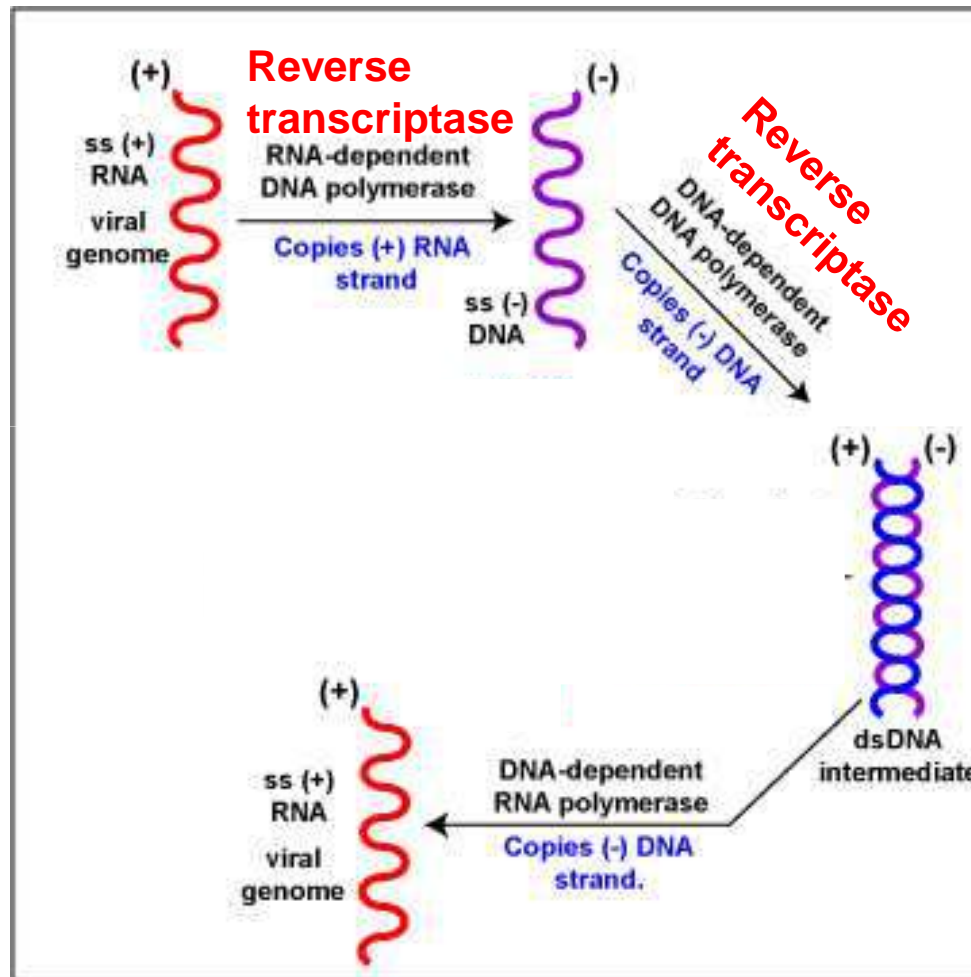 (+)
ss (+)
RNA
viral
genome
Reverse
transcriptase
RNA-dependent
DNA polymerase
Copies (+) RNA
strand
(-)
ss (-)
DNA
Reverse
transcriptase
DNA-dependent
DNA polymerase
Copies (-) DNA
strand
(+) (-)
dsDNA
intermediate
DNA-dependent
RNA polymerase
Copies (-) DNA
strand.
(+)
ss (+)
RNA
viral
genome